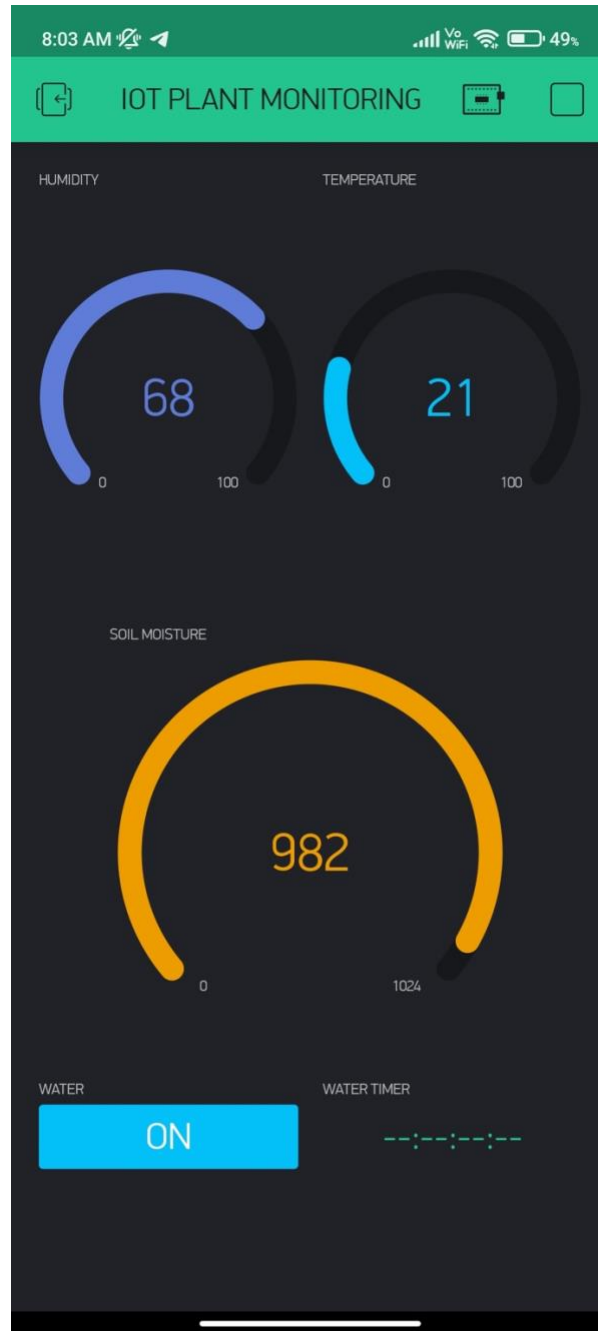 8:03 AM Vo WiFi 49%
IOT PLANT MONITORING
HUMIDITY TEMPERATURE
68 21
0 100 0 100
SOIL MOISTURE
982
0 1024
WATER WATER TIMER
ON --:--:--:--